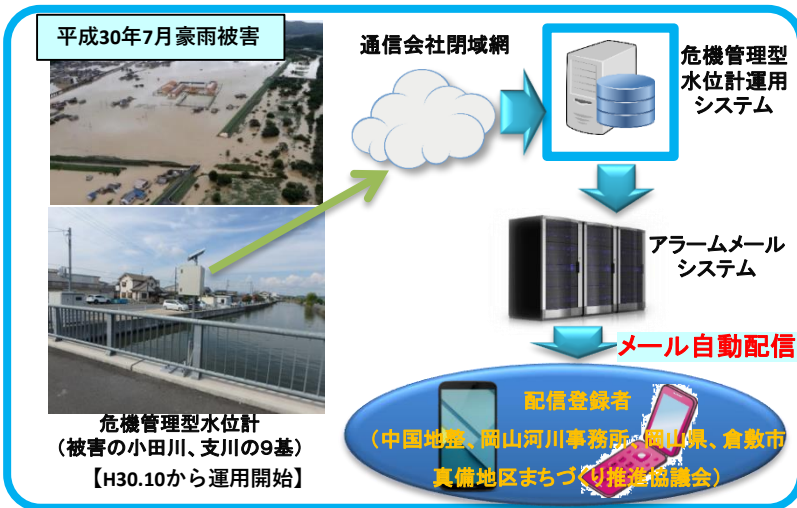 平成30年7月豪雨被害
通信会社閉域網
危機管理型
水位計運用
システム
アラームメール
システム
メール自動配信
危機管理型水位計
（被害の小田川、支川の９基）
【H30.10から運用開始】
配信登録者
（中国地整、岡山河川事務所、岡山県、倉敷市
真備地区まちづくり推進協議会）